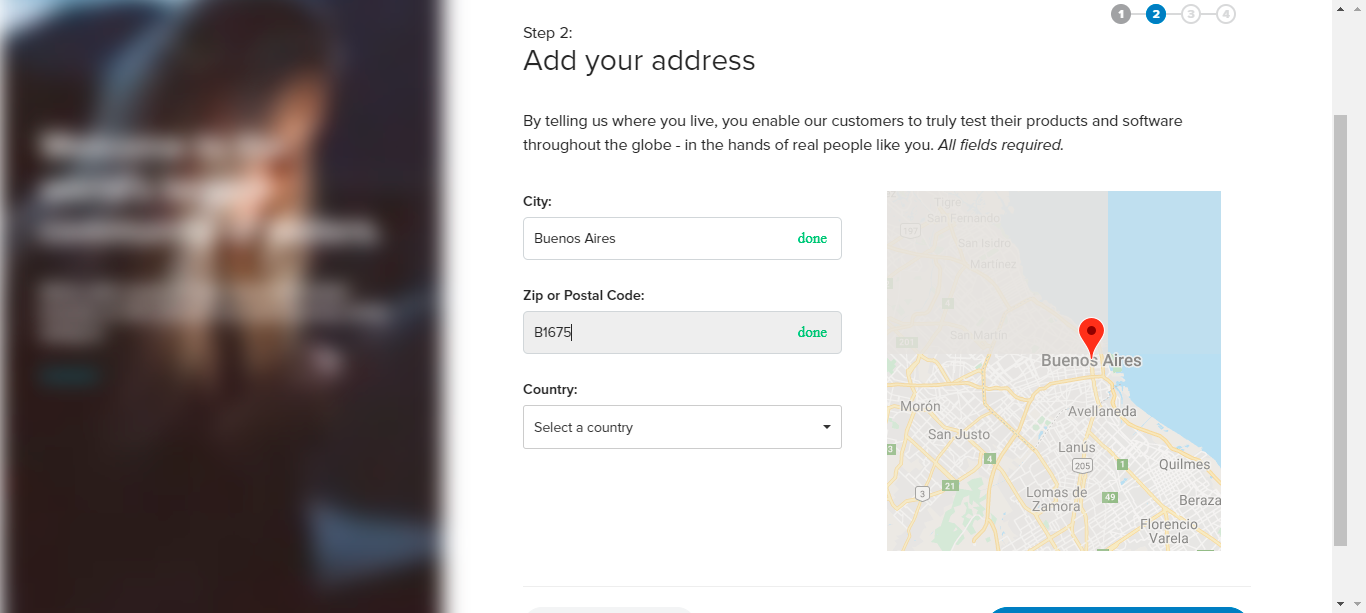 1 2 3 4
Step 2:
Add your address
By telling us where you live, you enable our customers to truly test their products and software
throughout the globe - in the hands of real people like you. All fields required.
City:
Buenos Aires done
Zip or Postal Code:
B1675 done
Country:
Select a country
Tigre
San Fernando
197
San Isidro
Martínez
8
San Martín
Buenos Aires
Morón
Avellaneda
San Justo
Lanús
3
4
205
1
Quilmes
21
3
Lomas de
Zamora
49
Beraza
Florencio
Varela